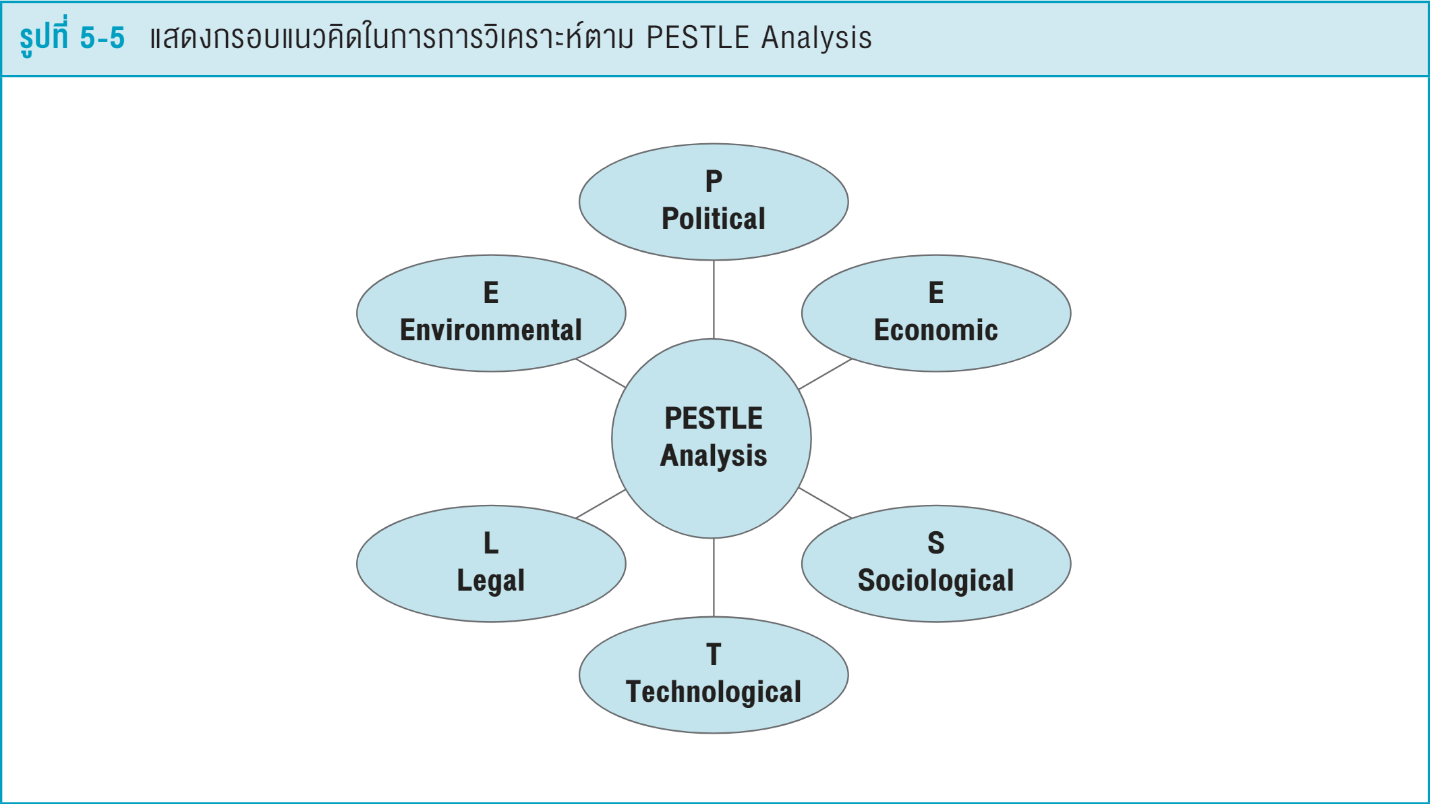 รูปที่ 5-5 แสดงกรอบแนวคิดในการการวิเคราะห์ตาม PESTLE Analysis
P
Political
E
Environmental
E
Economic
PESTLE
Analysis
L
Legal
S
Sociological
T
Technological